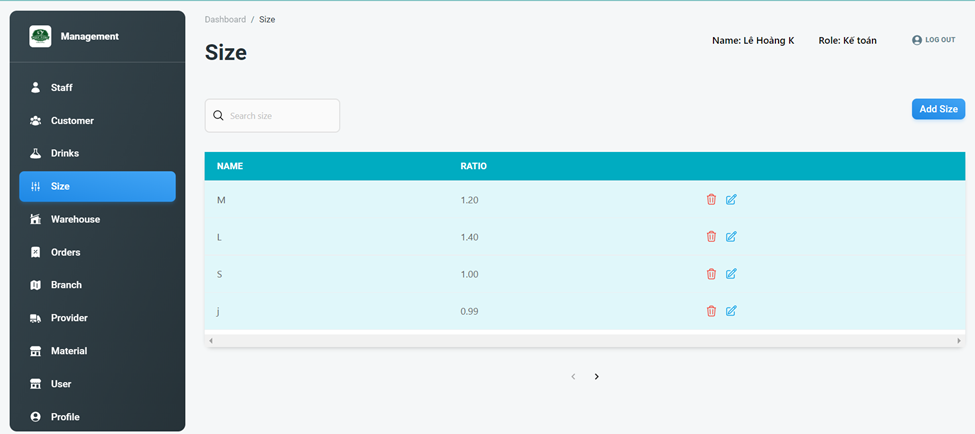 Management
Staff
Customer
Drinks
Size
Warehouse
Orders
Branch
Provider
Material
User
Profile
Dashboard / Size
Size
Name: Lê Hoàng K Role: Kế toán LOG OUT
Search size
Add Size
NAME RATIO
M 1.20
L 1.40
S 1.00
j 0.99